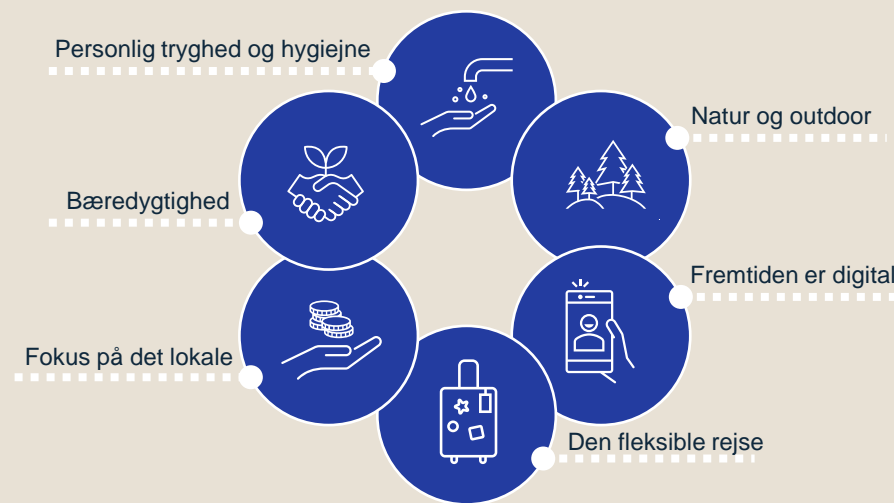 Personlig tryghed og hygiejne
Natur og outdoor
Bæredygtighed
Fremtiden er digital
Fokus på det lokale
Den fleksible rejse